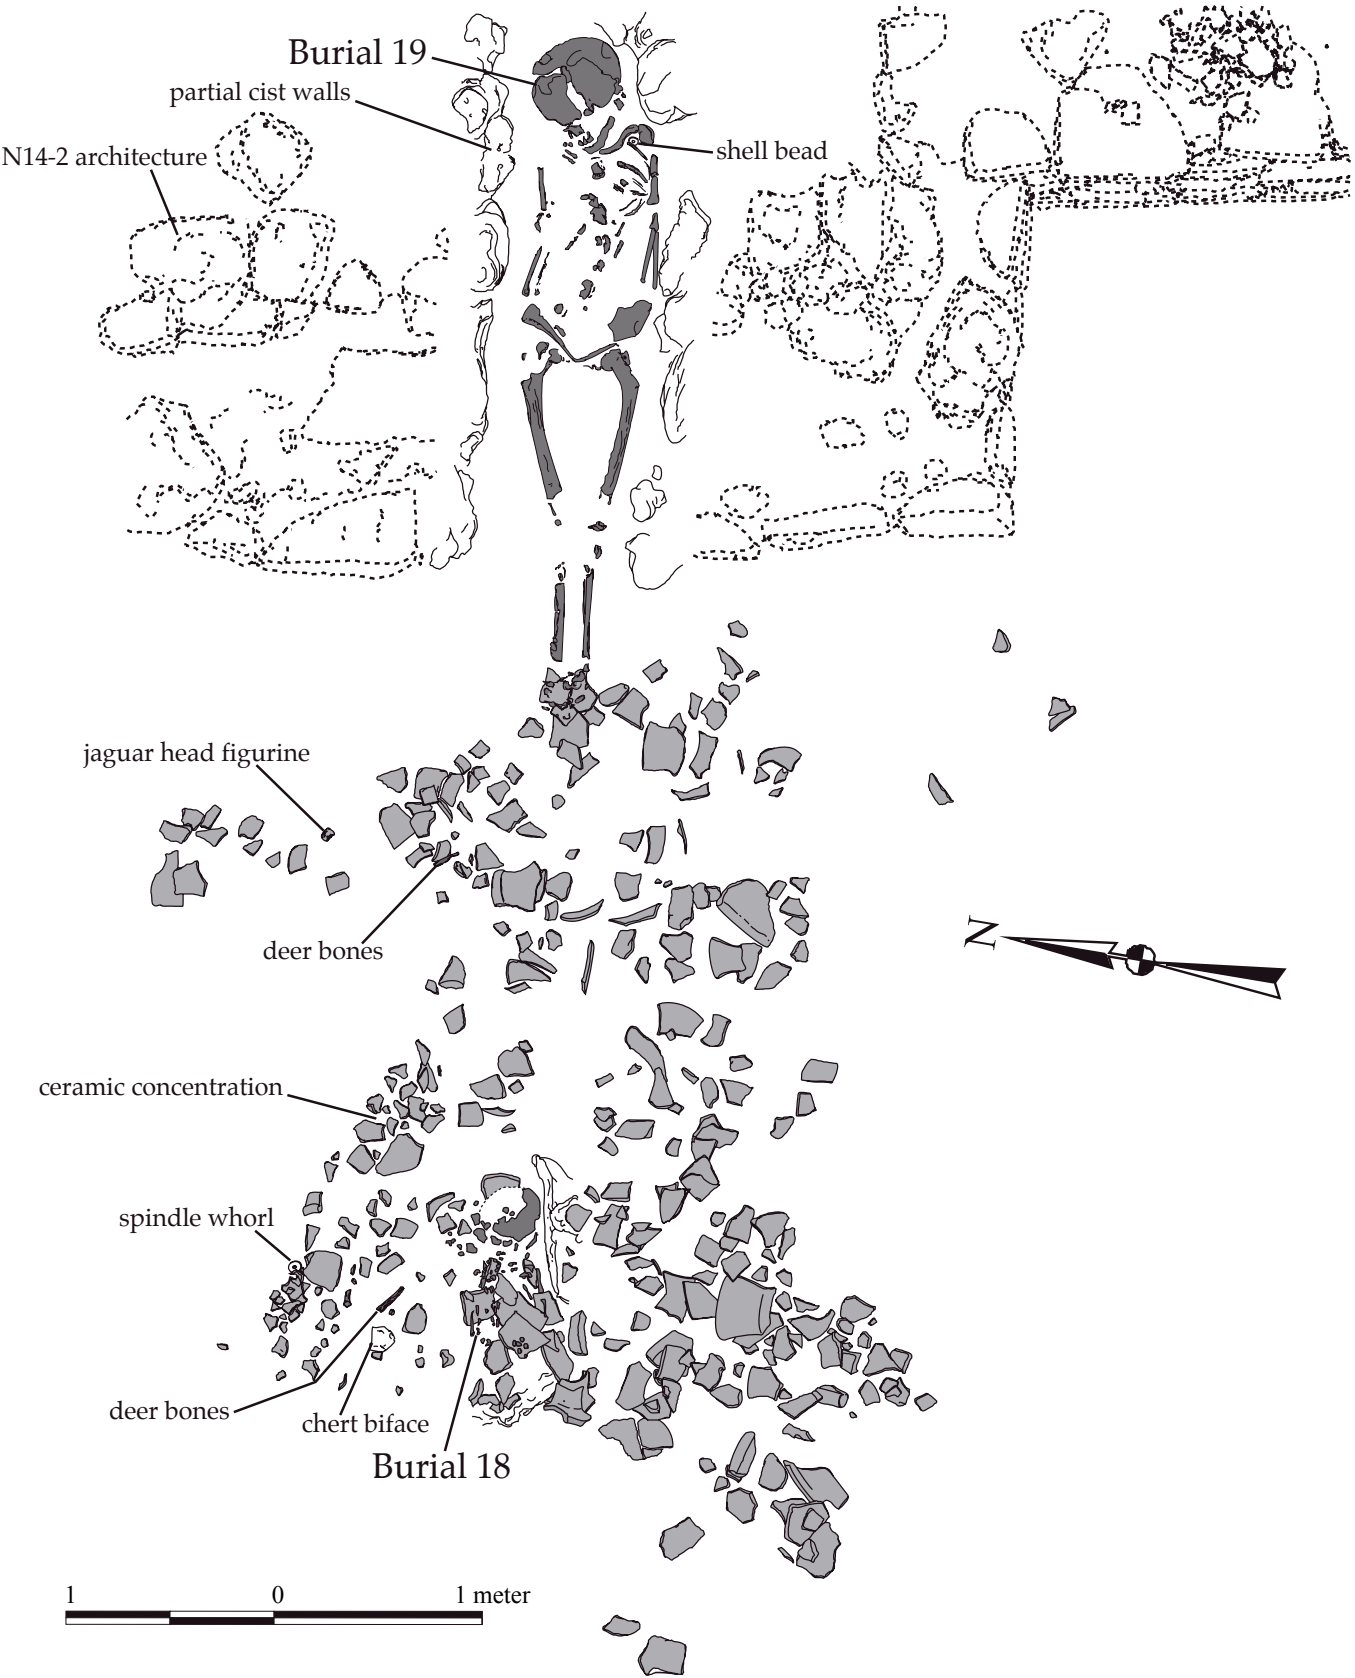 Burial 19
partial cist walls
N14-2 architecture
shell bead
jaguar head figurine
deer bones
N
ceramic concentration
spindle whorl
deer bones
chert biface
Burial 18
1 0 1 meter